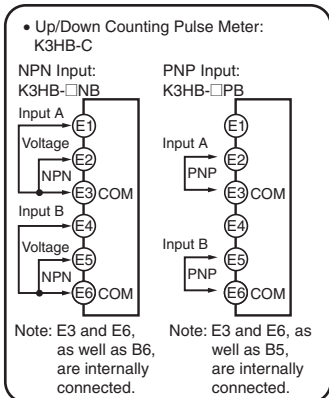 • Up/Down Counting Pulse Meter:
K3HB-C
NPN Input:
K3HB-□NB
Input A
Voltage
NPN
Input B
Voltage
NPN
E1
E2
E3 COM
E4
E5
E6 COM
Note: E3 and E6,
as well as B6,
are internally
connected.
PNP Input:
K3HB-□PB
Input A
PNP
Input B
PNP
E1
E2
E3 COM
E4
E5
E6 COM
Note: E3 and E6, as
well as B5,
are internally
connected.